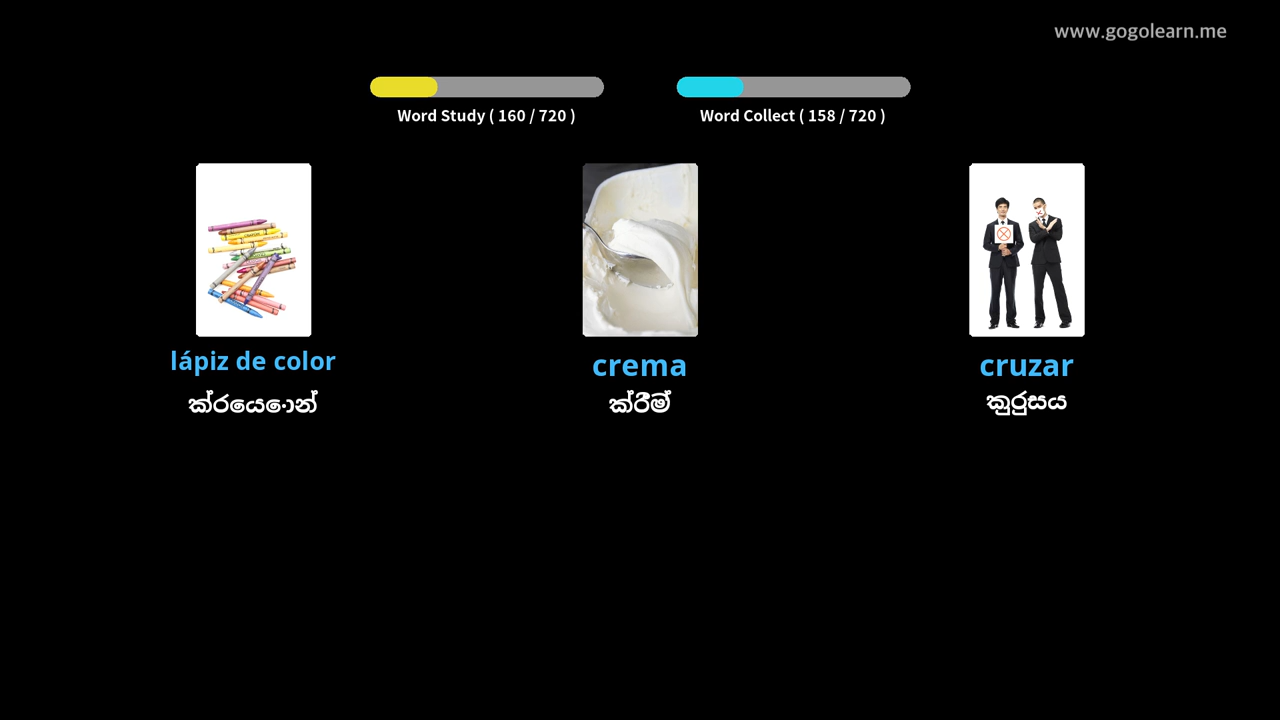 www.gogolearn.me
Word Study ( 160 / 720 )
Word Collect ( 158 / 720 )
lápiz de color
crema
cruzar
ක්රයෙඟාන්
ක්රීම්
කුරුසය